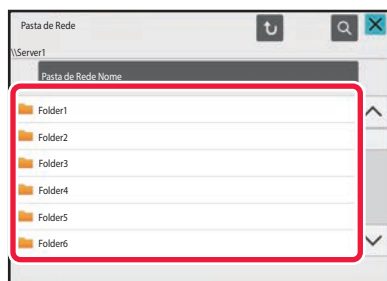 Pasta de Rede
\\Server1
Pasta de Rede Nome
Folder1
Folder2
Folder3
Folder4
Folder5
Folder6